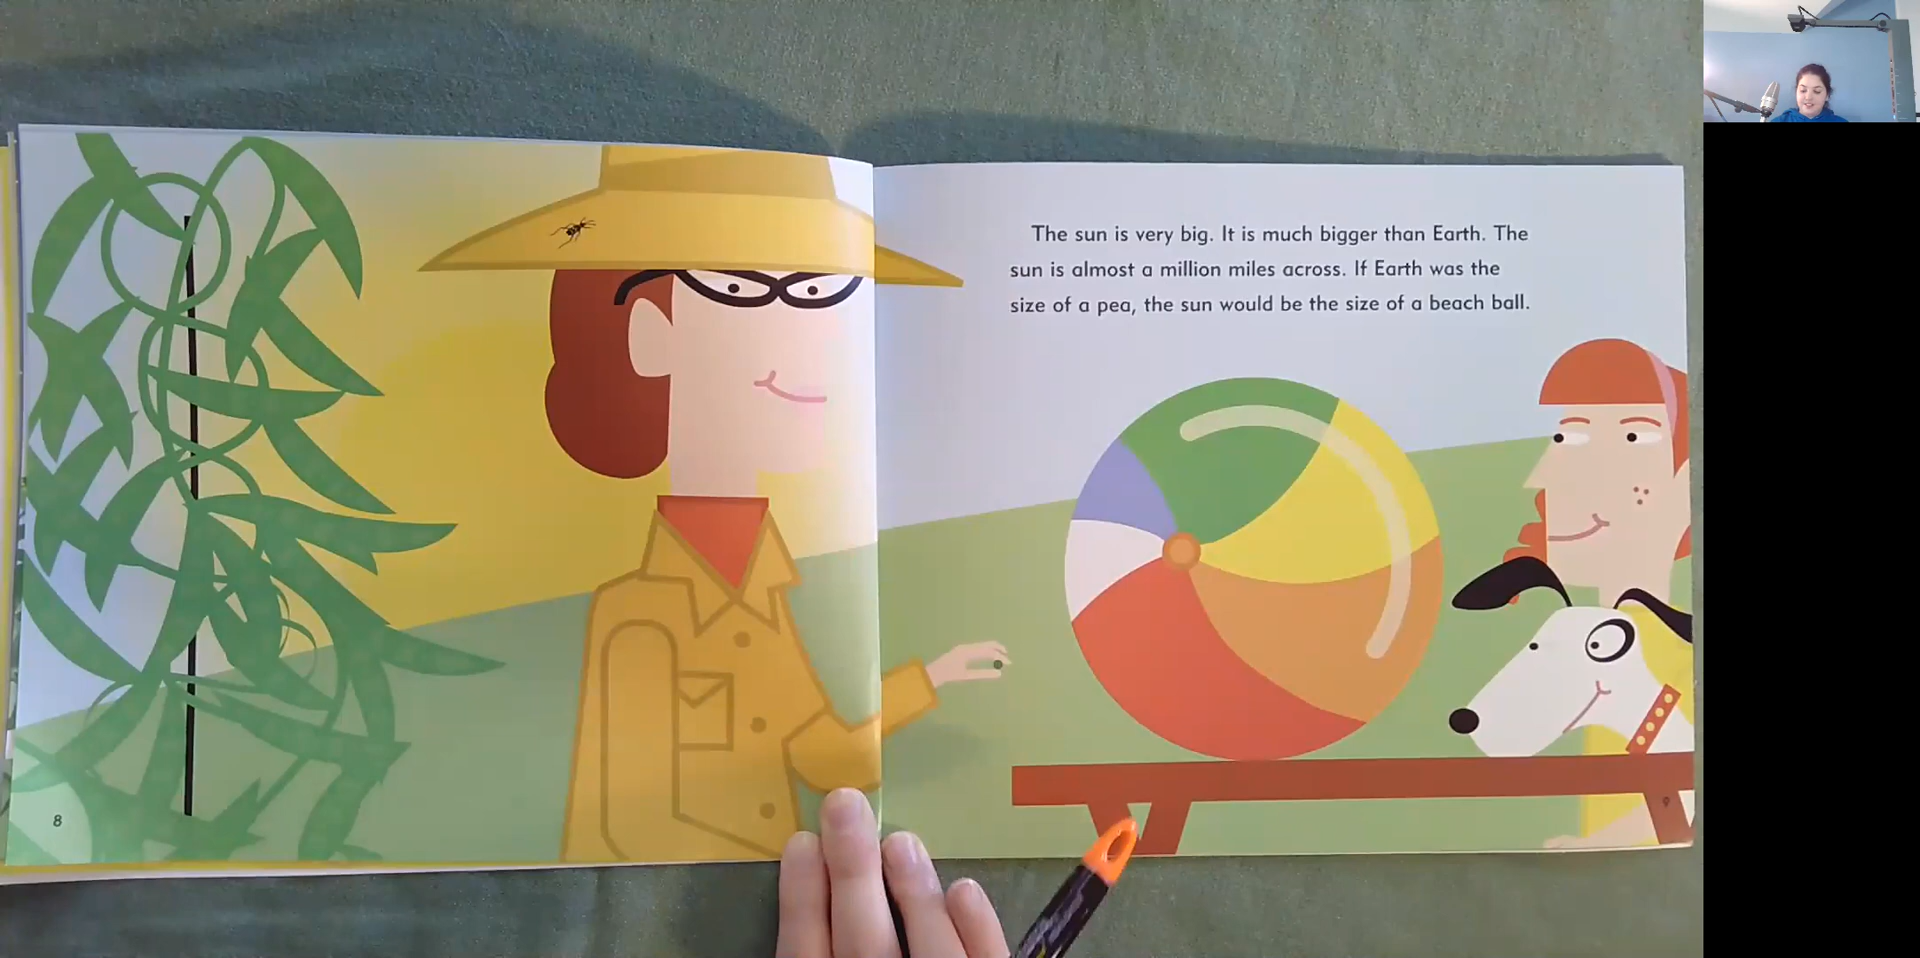 The sun is very big. It is much bigger than Earth. The
sun is almost a million miles across. If Earth was the
size of a pea, the sun would be the size of a beach ball.
8
9